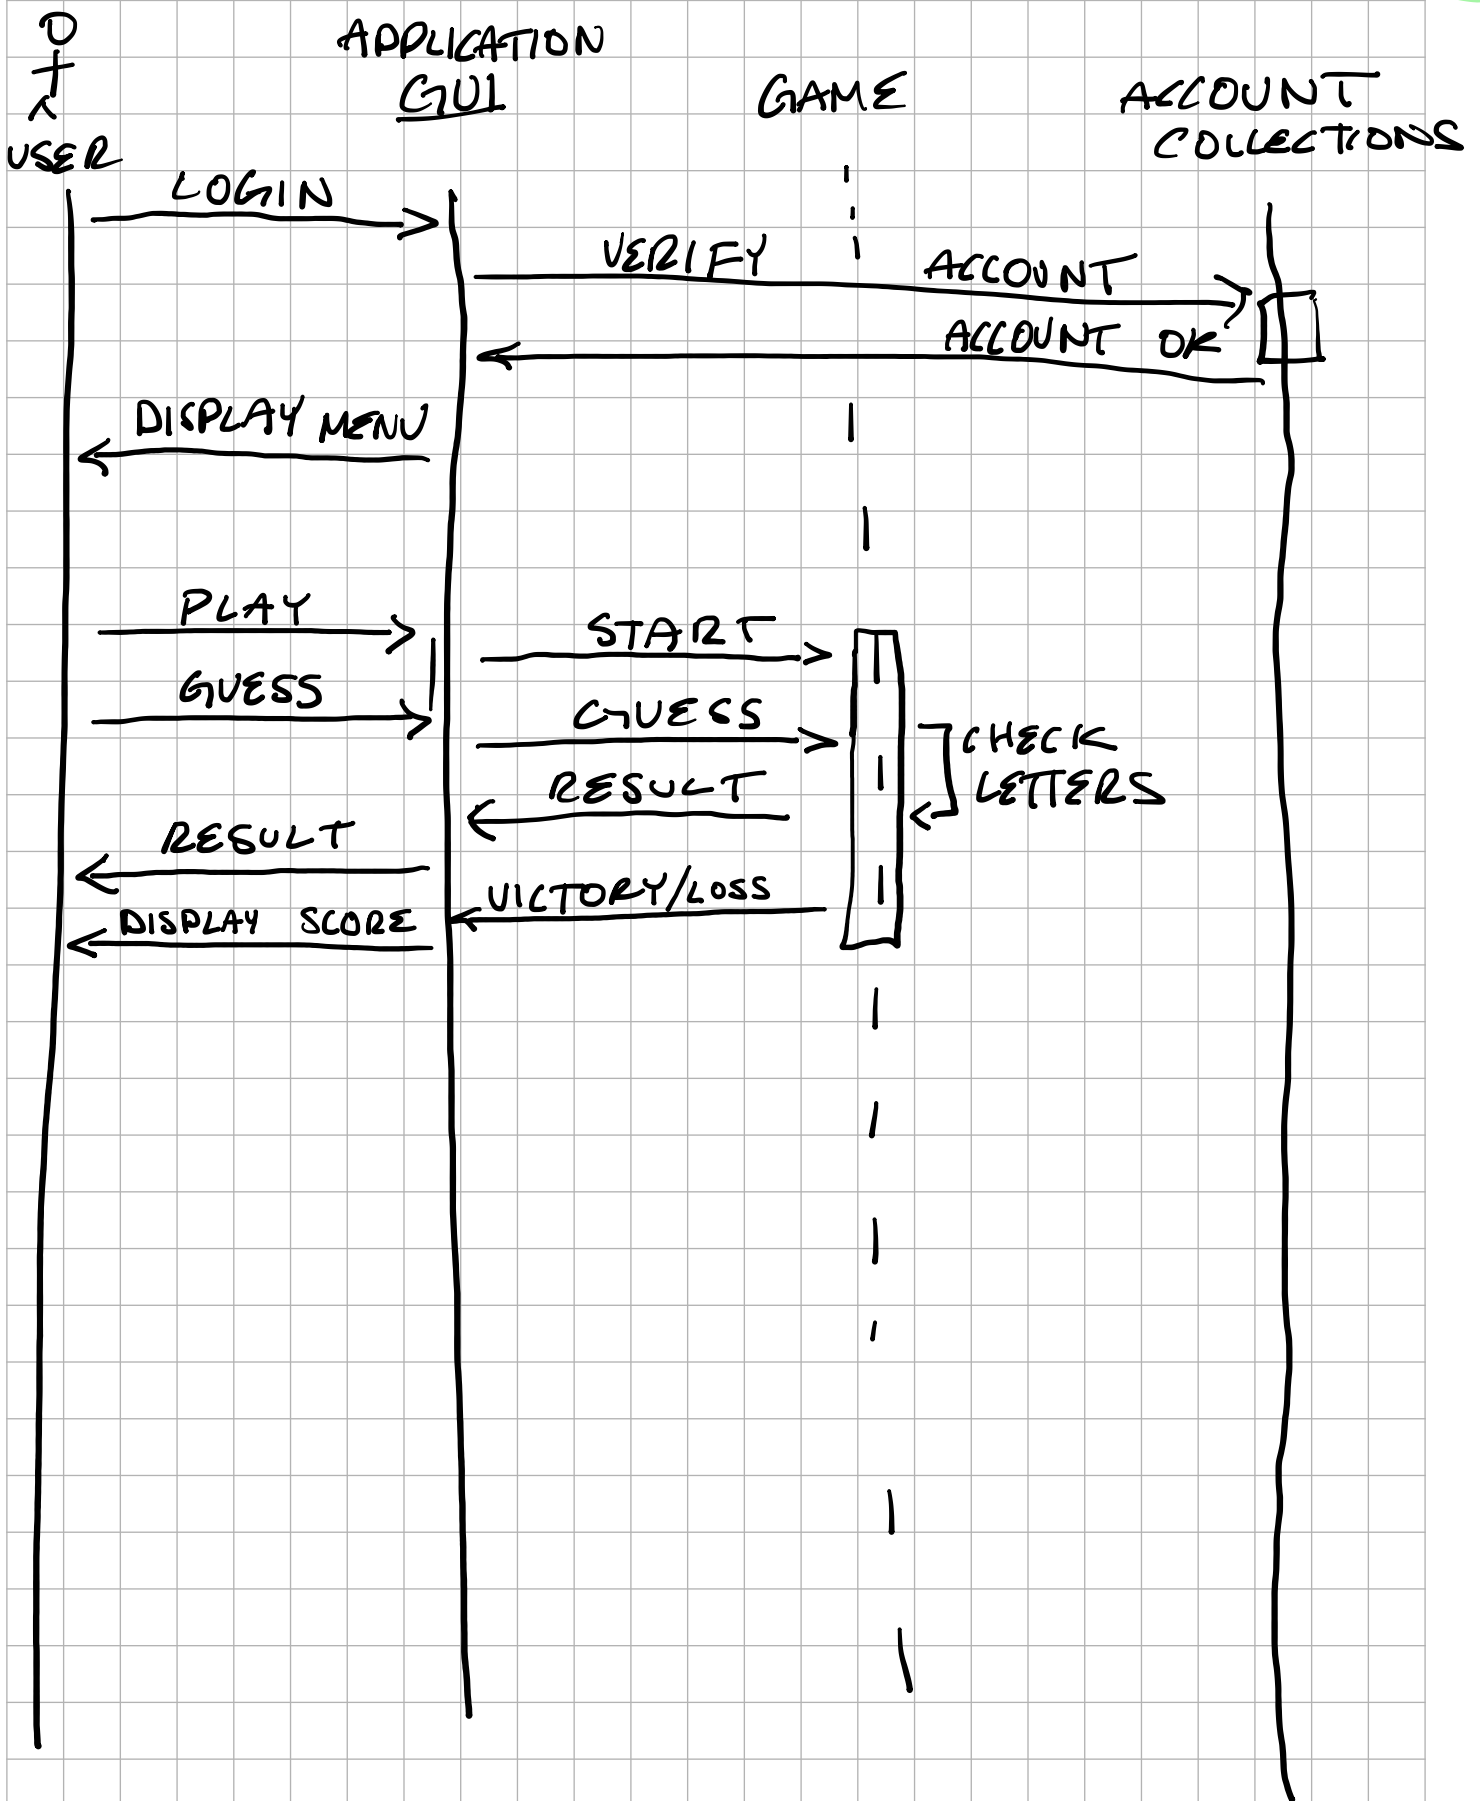 USER
APPLICATION
GUI
GAME
ACCOUNT
COLLECTIONS
LOGIN
VERIFY ACCOUNT
ACCOUNT OK
DISPLAY MENU
PLAY
START
GUESS
GUESS
CHECK
LETTERS
RESULT
RESULT
VICTORY/LOSS
DISPLAY SCORE